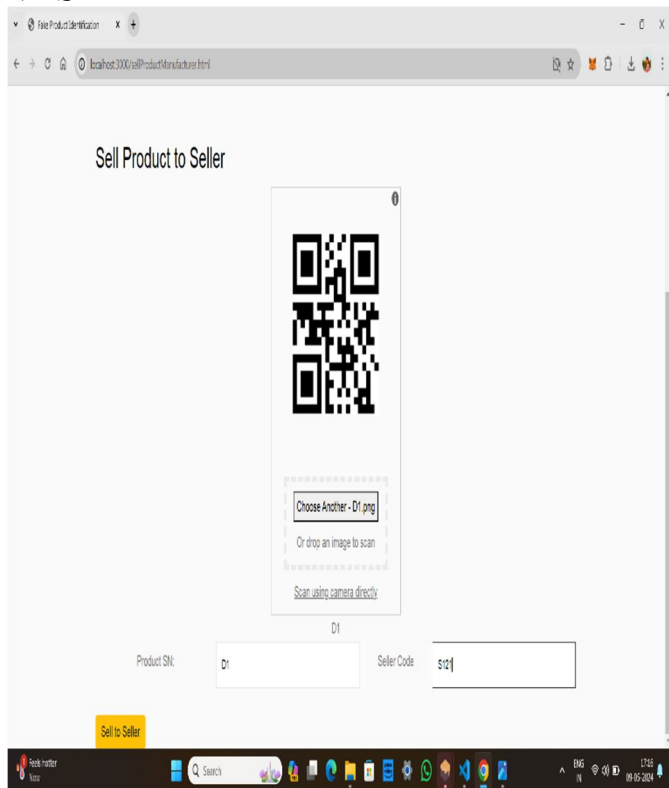 Fake Product Identification
localhost:3000/sellProductManufacturer.html
Sell Product to Seller
Choose Another - D1.png
Or drop an image to scan
Scan using camera directly
D1
Product SN: D1 Seller Code S121
Sell to Seller
Feels hotter
Now
Search
ENG
IN
09-05-2024